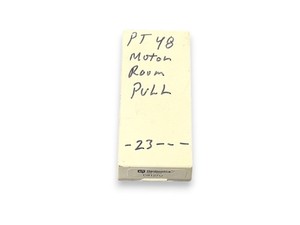 PT 48
Motor
Room
PULL
-23---